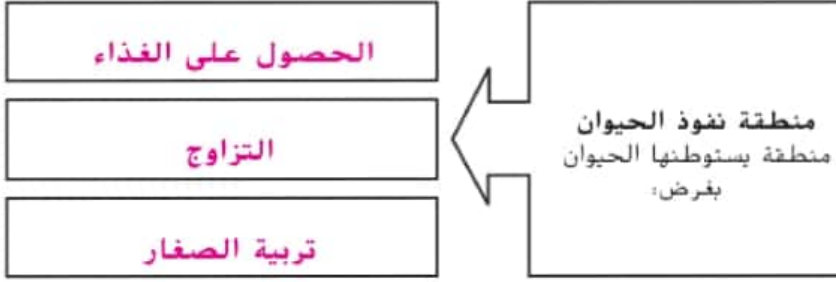 منطقة نفوذ الحيوان
منطقة يستوطنها الحيوان
بغرض:
الحصول على الغذاء
التزاوج
تربية الصغار